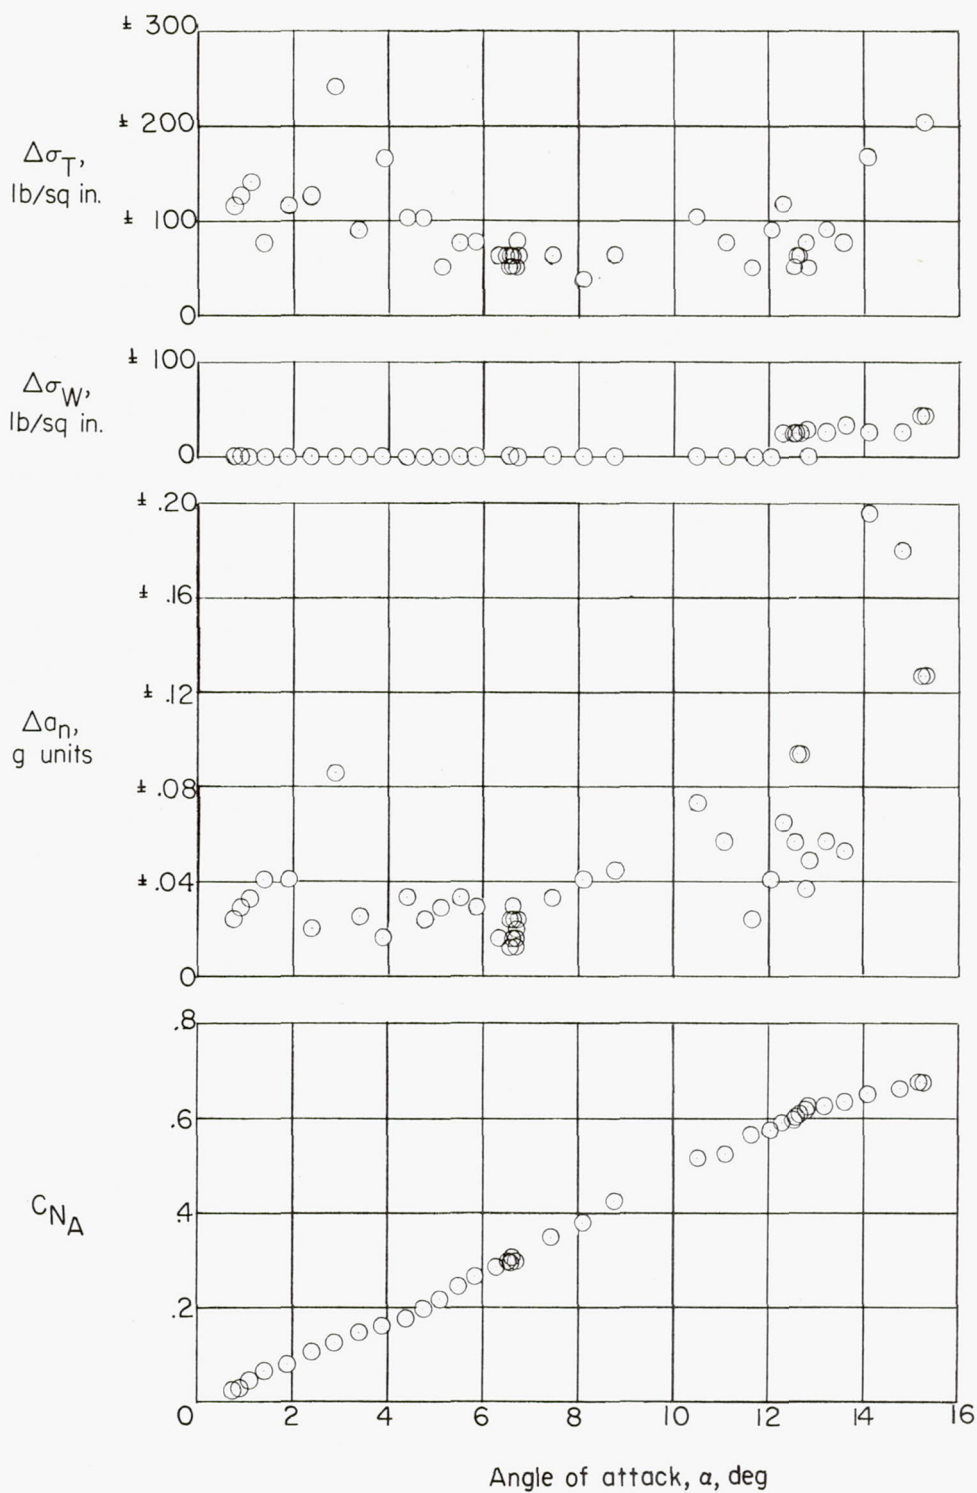 ± 300
± 200
Δσ_T,
lb/sq in.
± 100
0
± 100
Δσ_W,
lb/sq in.
0
± .20
± .16
± .12
Δa_n,
g units
± .08
± .04
0
.8
.6
C_N_A
.4
.2
0 2 4 6 8 10 12 14 16
Angle of attack, α, deg